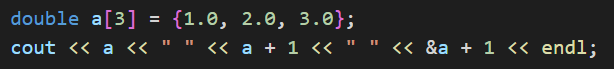 double a[3] = {1.0, 2.0, 3.0};
cout << a << " " << a + 1 << " " << &a + 1 << endl;